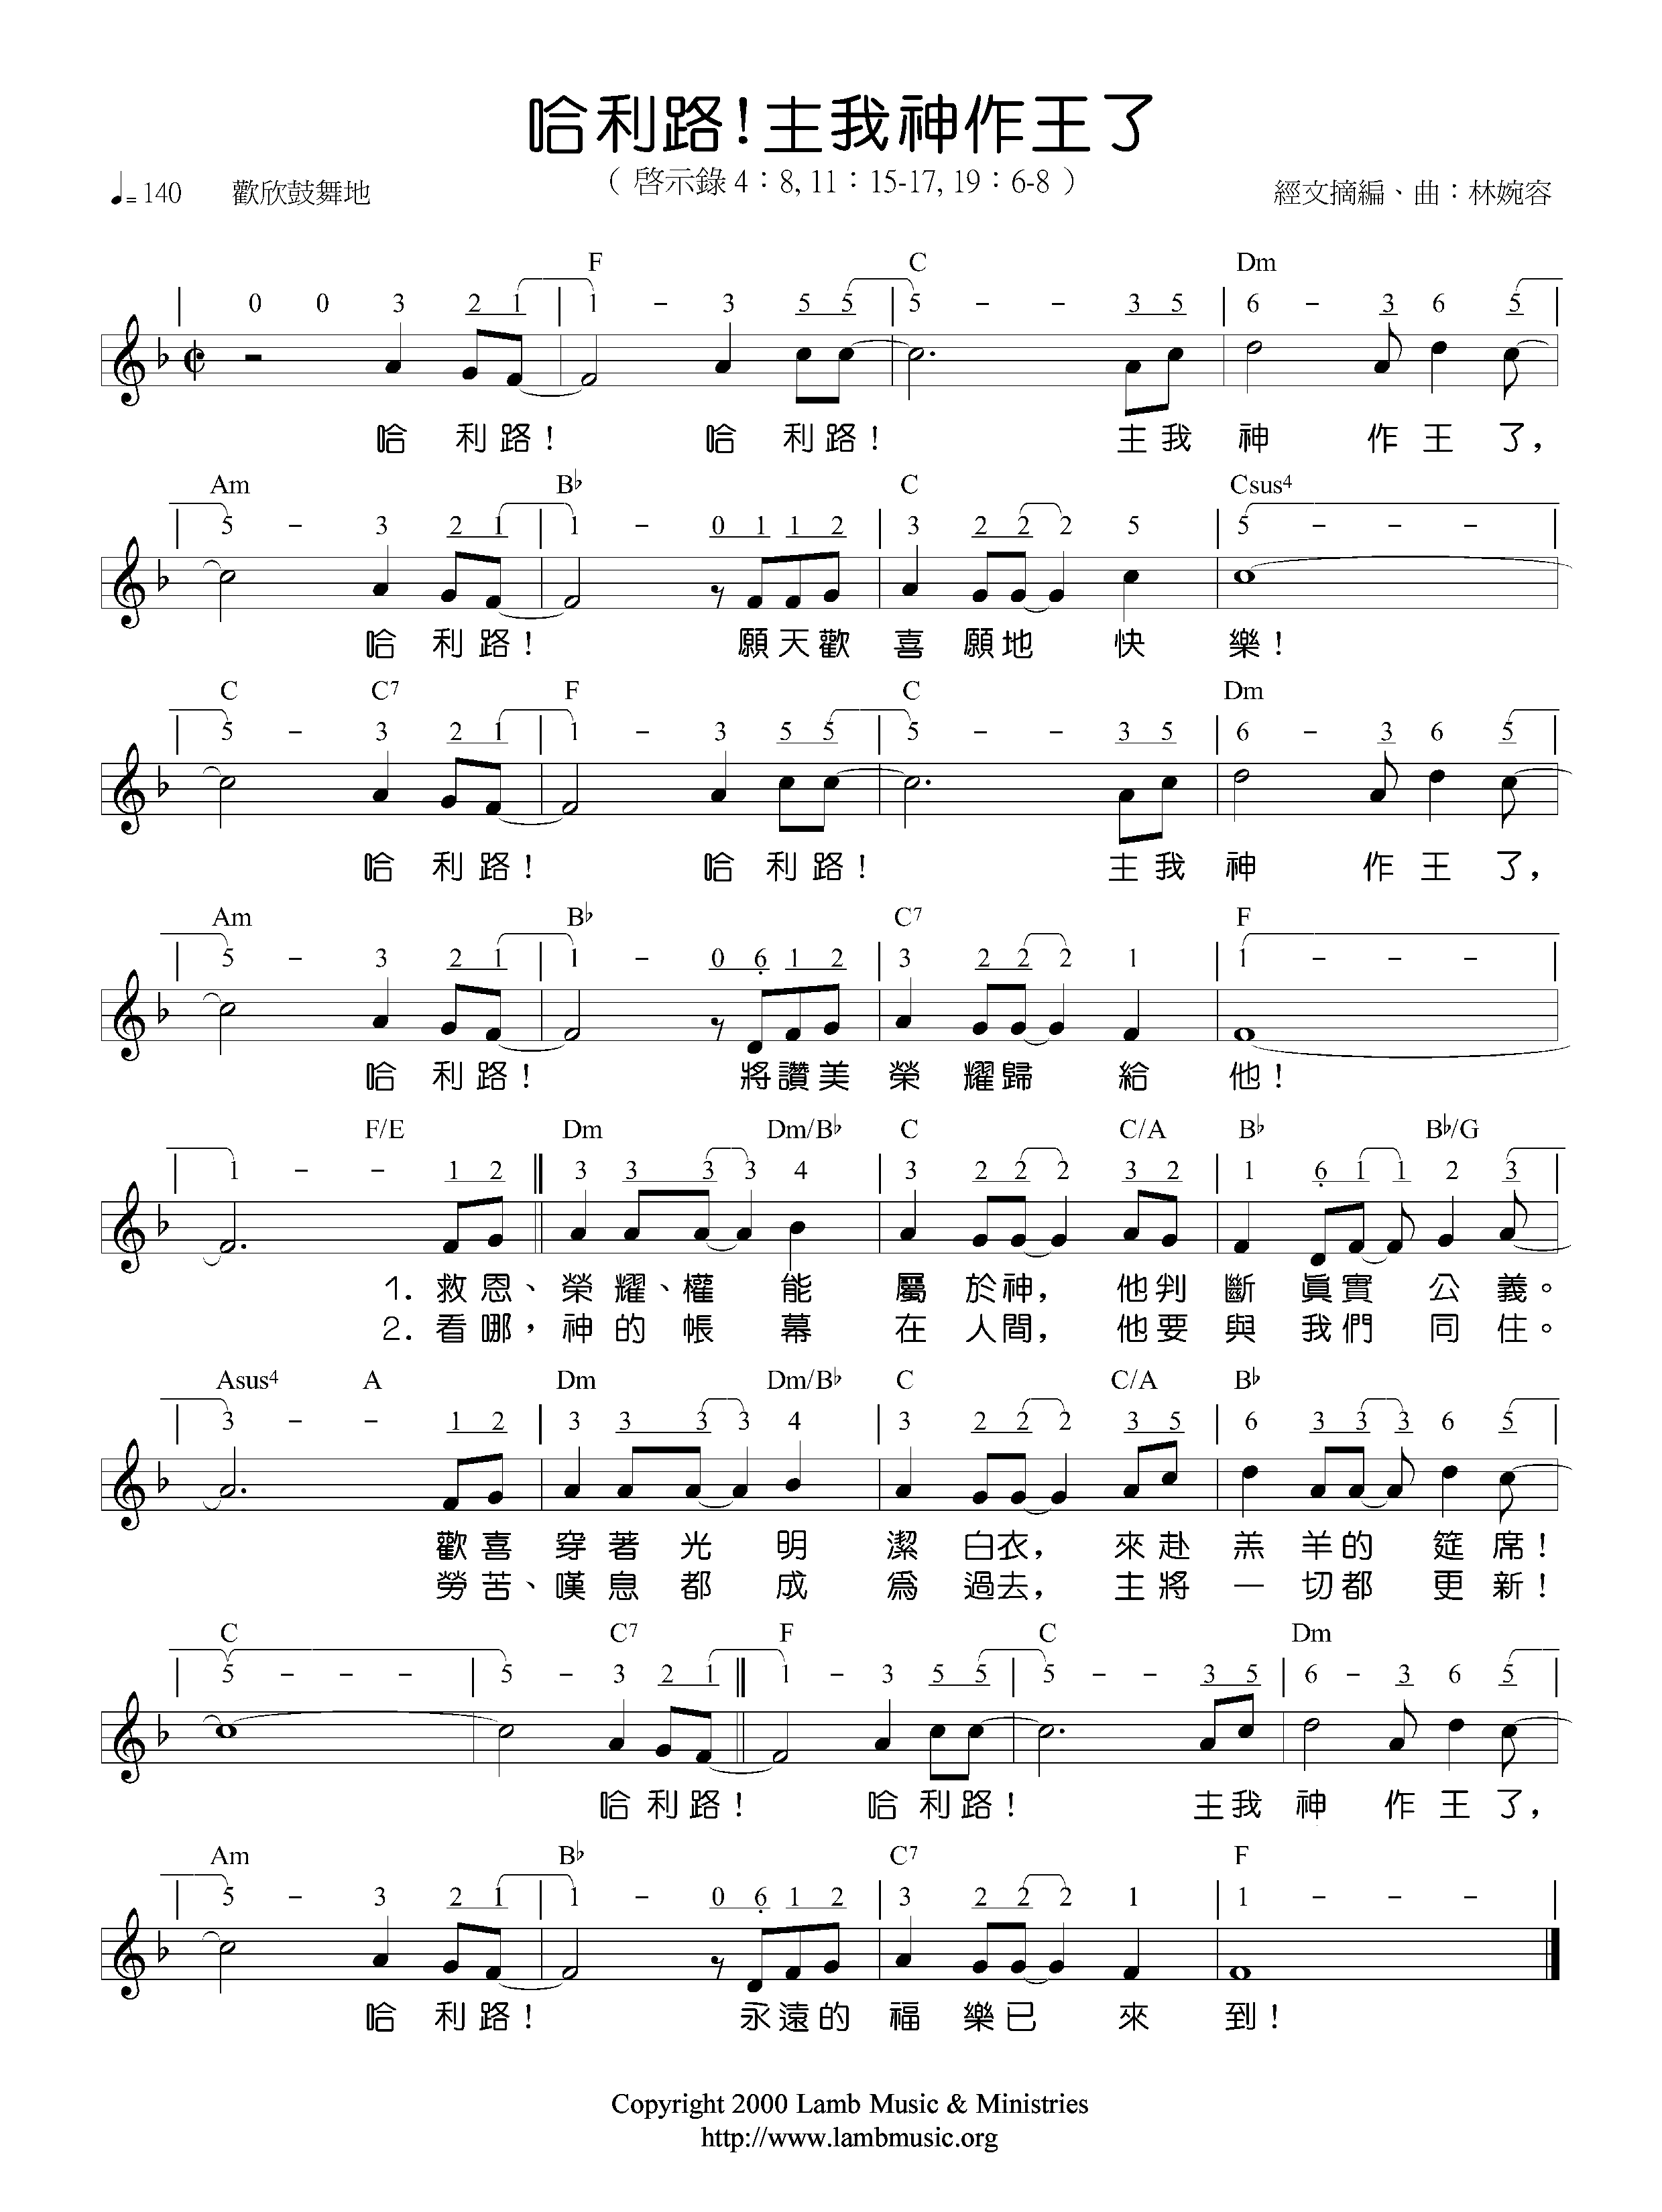 哈利路!主我神作王了
( 啓示錄 4：8, 11：15-17, 19：6-8 )
♩= 140 歡欣鼓舞地 經文摘編、曲：林婉容
F C Dm
| 0 0 3 2 1 | 1 - 3 5 5 | 5 - - 3 5 | 6 - 3 6 5 |
哈 利 路! 哈 利 路! 主 我 神 作 王 了,
Am B♭ C Csus4
| 5 - 3 2 1 | 1 - 0 1 1 2 | 3 2 2 2 5 | 5 - - - |
哈 利 路! 願 天 歡 喜 願 地 快 樂!
C C7 F C Dm
| 5 - 3 2 1 | 1 - 3 5 5 | 5 - - 3 5 | 6 - 3 6 5 |
哈 利 路! 哈 利 路! 主 我 神 作 王 了,
Am B♭ C7 F
| 5 - 3 2 1 | 1 - 0 6̣ 1 2 | 3 2 2 2 1 | 1 - - - |
哈 利 路! 將 讚 美 榮 耀 歸 給 他!
F/E Dm Dm/B♭ C C/A B♭ B♭/G
| 1 - - 1 2 || 3 3 3 3 4 | 3 2 2 2 3 2 | 1 6̣ 1 1 2 3 |
1. 救 恩、榮 耀、權 能 屬 於 神, 他 判 斷 眞 實 公 義。
2. 看 哪, 神 的 帳 幕 在 人 間, 他 要 與 我 們 同 住。
Asus4 A Dm Dm/B♭ C C/A B♭
| 3 - - 1 2 | 3 3 3 3 4 | 3 2 2 2 3 5 | 6 3 3 3 6 5 |
歡 喜 穿 著 光 明 潔 白 衣, 來 赴 羔 羊 的 筵 席!
勞 苦、嘆 息 都 成 爲 過 去, 主 將 一 切 都 更 新!
C C7 F C Dm
| 5 - - - | 5 - 3 2 1 || 1 - 3 5 5 | 5 - - 3 5 | 6 - 3 6 5 |
哈 利 路! 哈 利 路! 主 我 神 作 王 了,
Am B♭ C7 F
| 5 - 3 2 1 | 1 - 0 6̣ 1 2 | 3 2 2 2 1 | 1 - - - |
哈 利 路! 永 遠 的 福 樂 已 來 到!
Copyright 2000 Lamb Music & Ministries
http://www.lambmusic.org